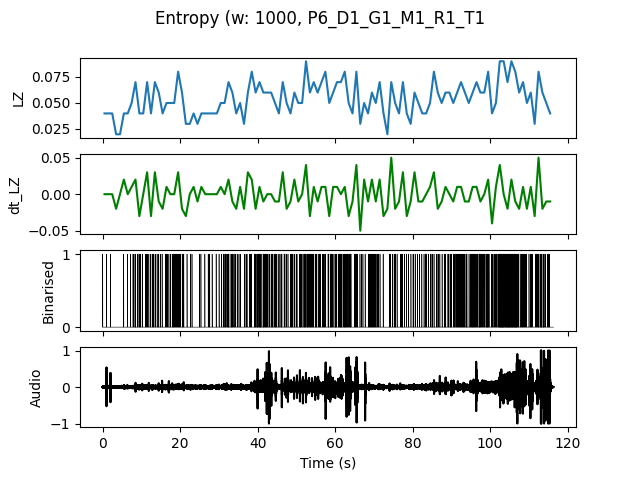 Entropy (w: 1000, P6_D1_G1_M1_R1_T1
LZ
0.075
0.050
0.025
dt_LZ
0.05
0.00
−0.05
Binarised
1
0
Audio
1
0
−1
0 20 40 60 80 100 120
Time (s)